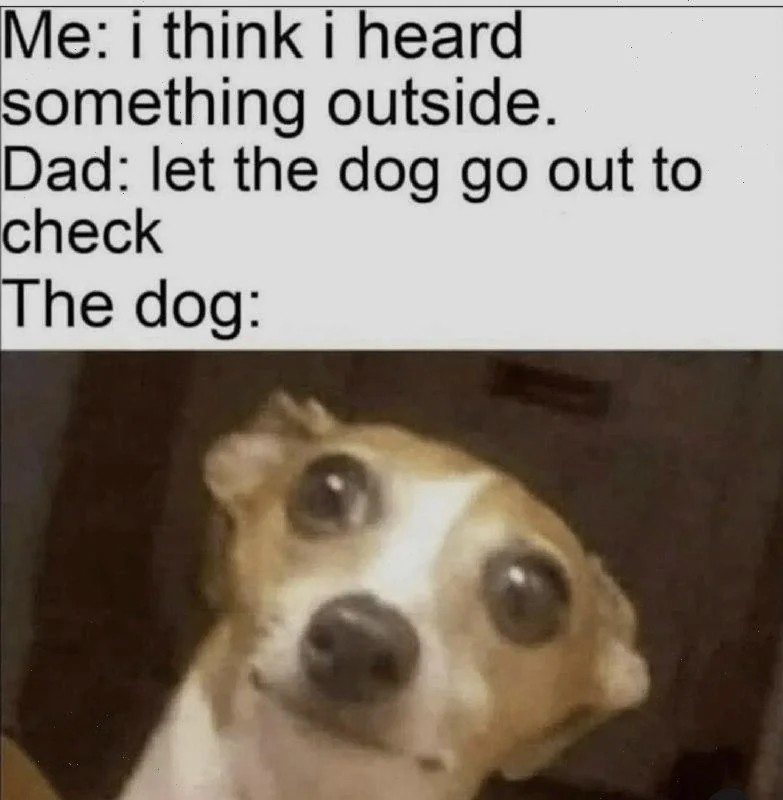 Me: i think i heard
something outside.
Dad: let the dog go out to
check
The dog: